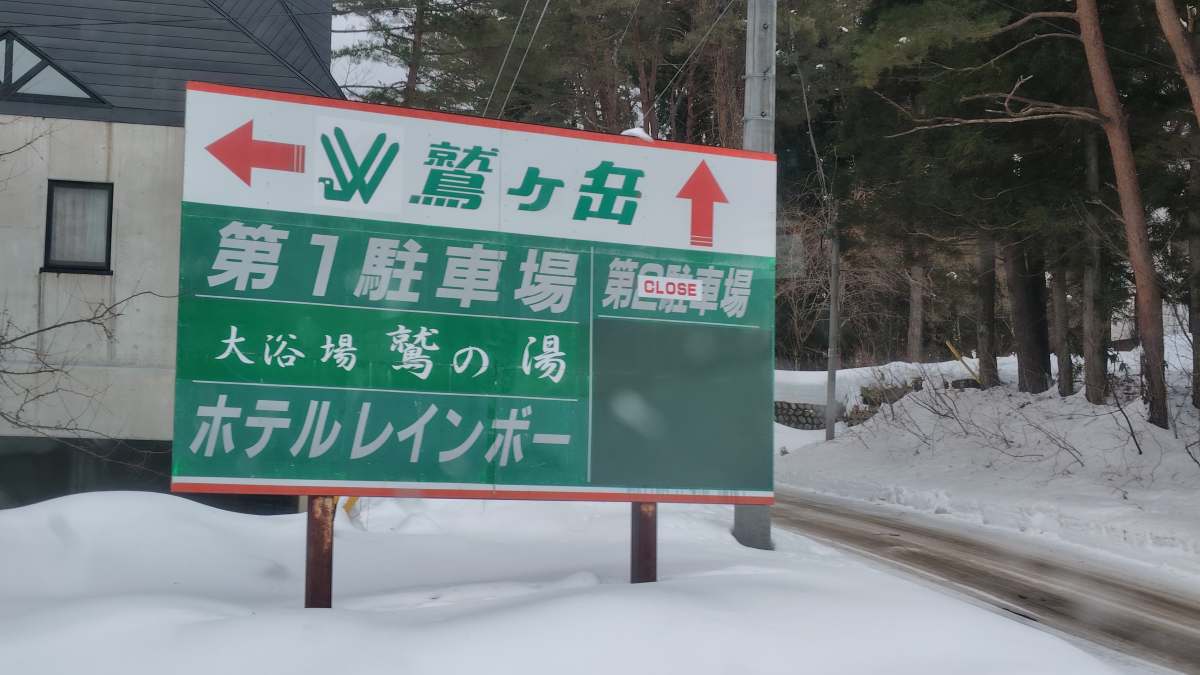 鷲ケ岳
第1駐車場
大浴場 鷲の湯
ホテルレインボー
第2駐車場
CLOSE